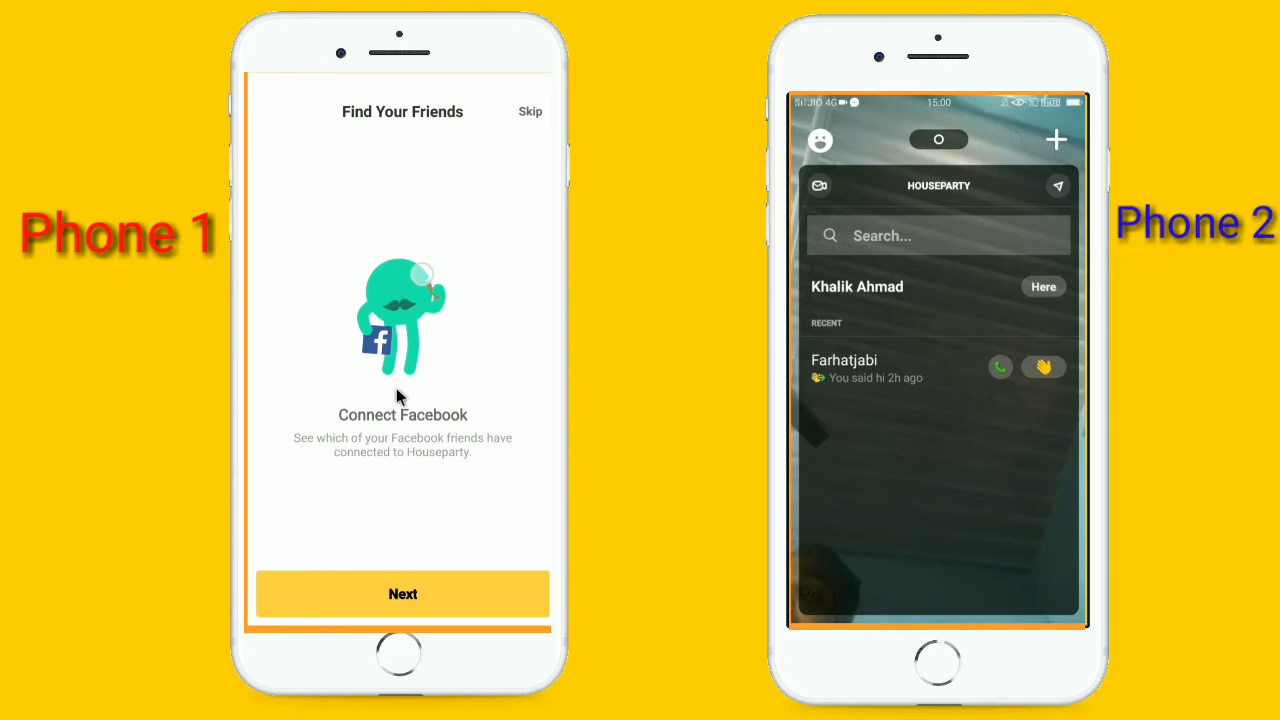 Phone 1
Find Your Friends
Skip
f
Connect Facebook
See which of your Facebook friends have
connected to Houseparty.
Next
Phone 2
JIO 4G
15:00
VoLTE
HOUSEPARTY
Search...
Khalik Ahmad
Here
RECENT
Farhatjabi
You said hi 2h ago